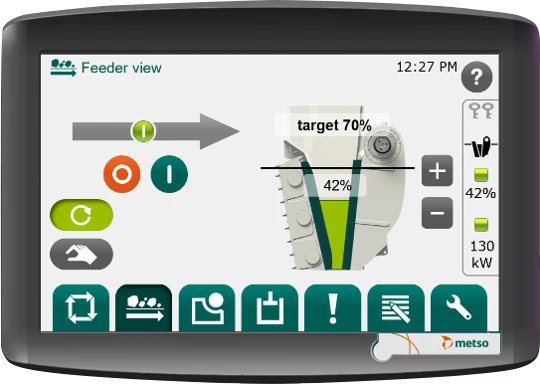 Feeder view
12:27 PM
?
target 70%
42%
+
−
42%
130
kW
!
metso